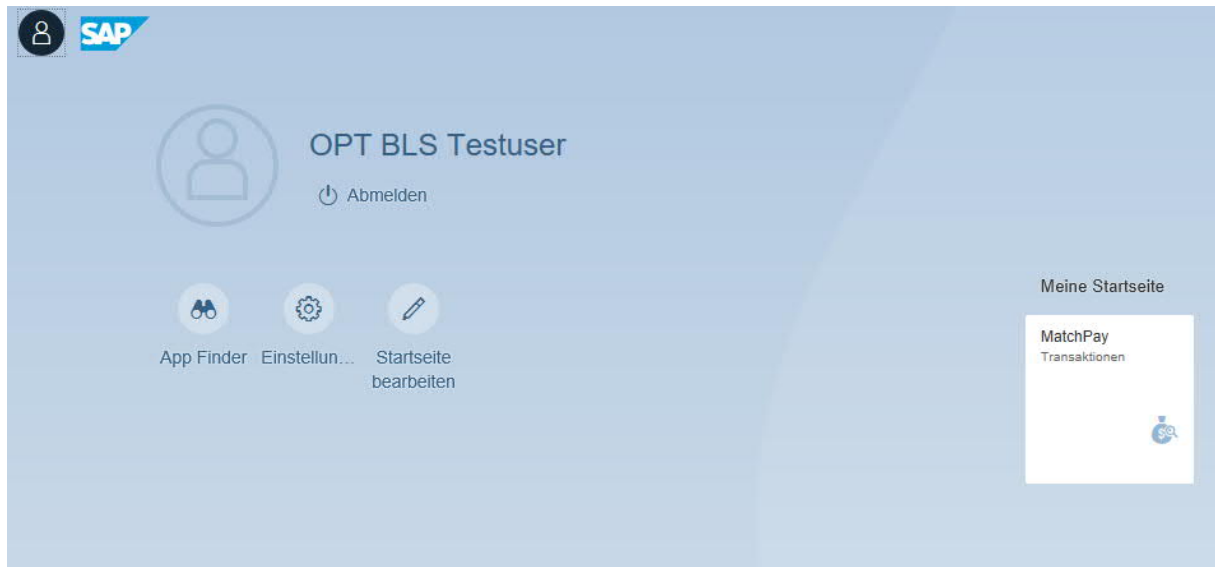 SAP
OPT BLS Testuser
Abmelden
App Finder
Einstellun...
Startseite
bearbeiten
Meine Startseite
MatchPay
Transaktionen